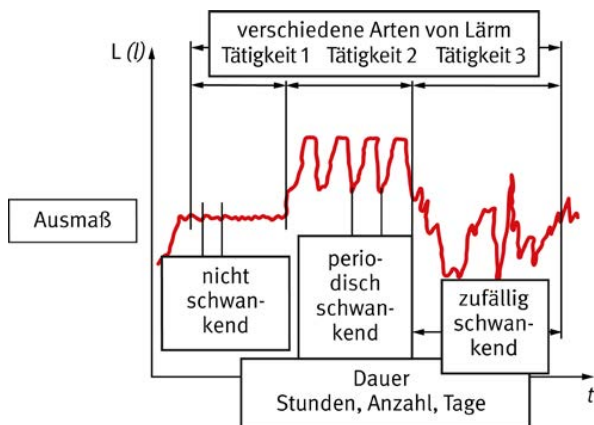 verschiedene Arten von Lärm
L (l)
Tätigkeit 1 Tätigkeit 2 Tätigkeit 3
Ausmaß
nicht
schwan-
kend
perio-
disch
schwan-
kend
zufällig
schwan-
kend
Dauer
Stunden, Anzahl, Tage
t